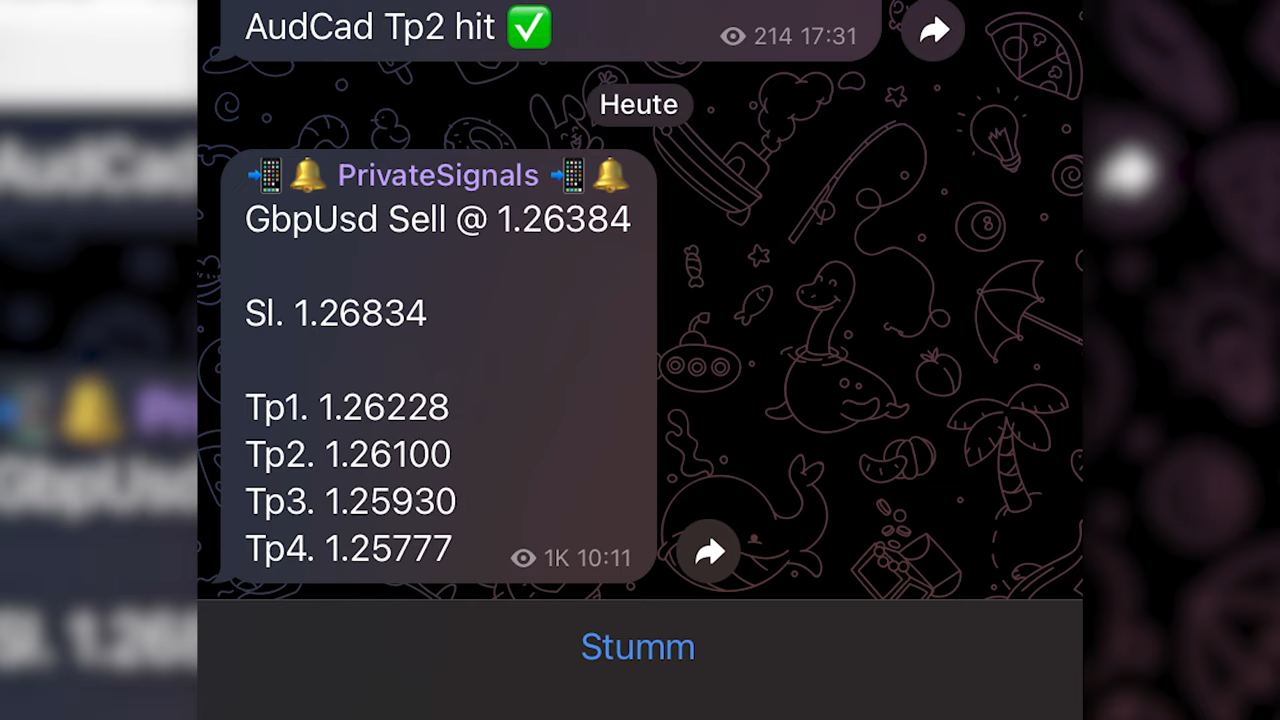 AudCad Tp2 hit ✅
214 17:31
Heute
📲🔔 PrivateSignals 📲🔔
GbpUsd Sell @ 1.26384
Sl. 1.26834
Tp1. 1.26228
Tp2. 1.26100
Tp3. 1.25930
Tp4. 1.25777
1K 10:11
Stumm